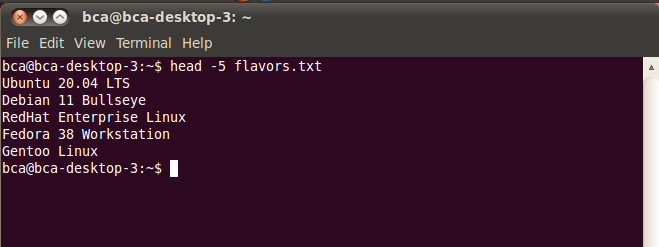 bca@bca-desktop-3: ~
File Edit View Terminal Help
bca@bca-desktop-3:~$ head -5 flavors.txt
Ubuntu 20.04 LTS
Debian 11 Bullseye
RedHat Enterprise Linux
Fedora 38 Workstation
Gentoo Linux
bca@bca-desktop-3:~$